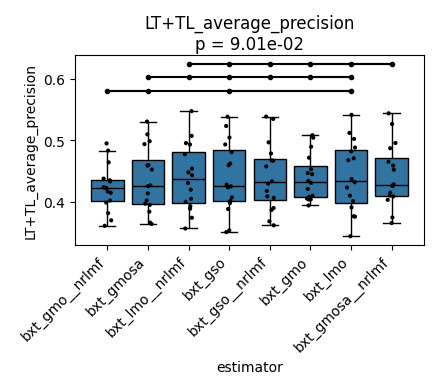 LT+TL_average_precision
p = 9.01e-02
LT+TL_average_precision
0.6
0.5
0.4
bxt_gmo__nrlmf
bxt_gmosa
bxt_lmo__nrlmf
bxt_gso
bxt_gso__nrlmf
bxt_gmo
bxt_lmo
bxt_gmosa__nrlmf
estimator